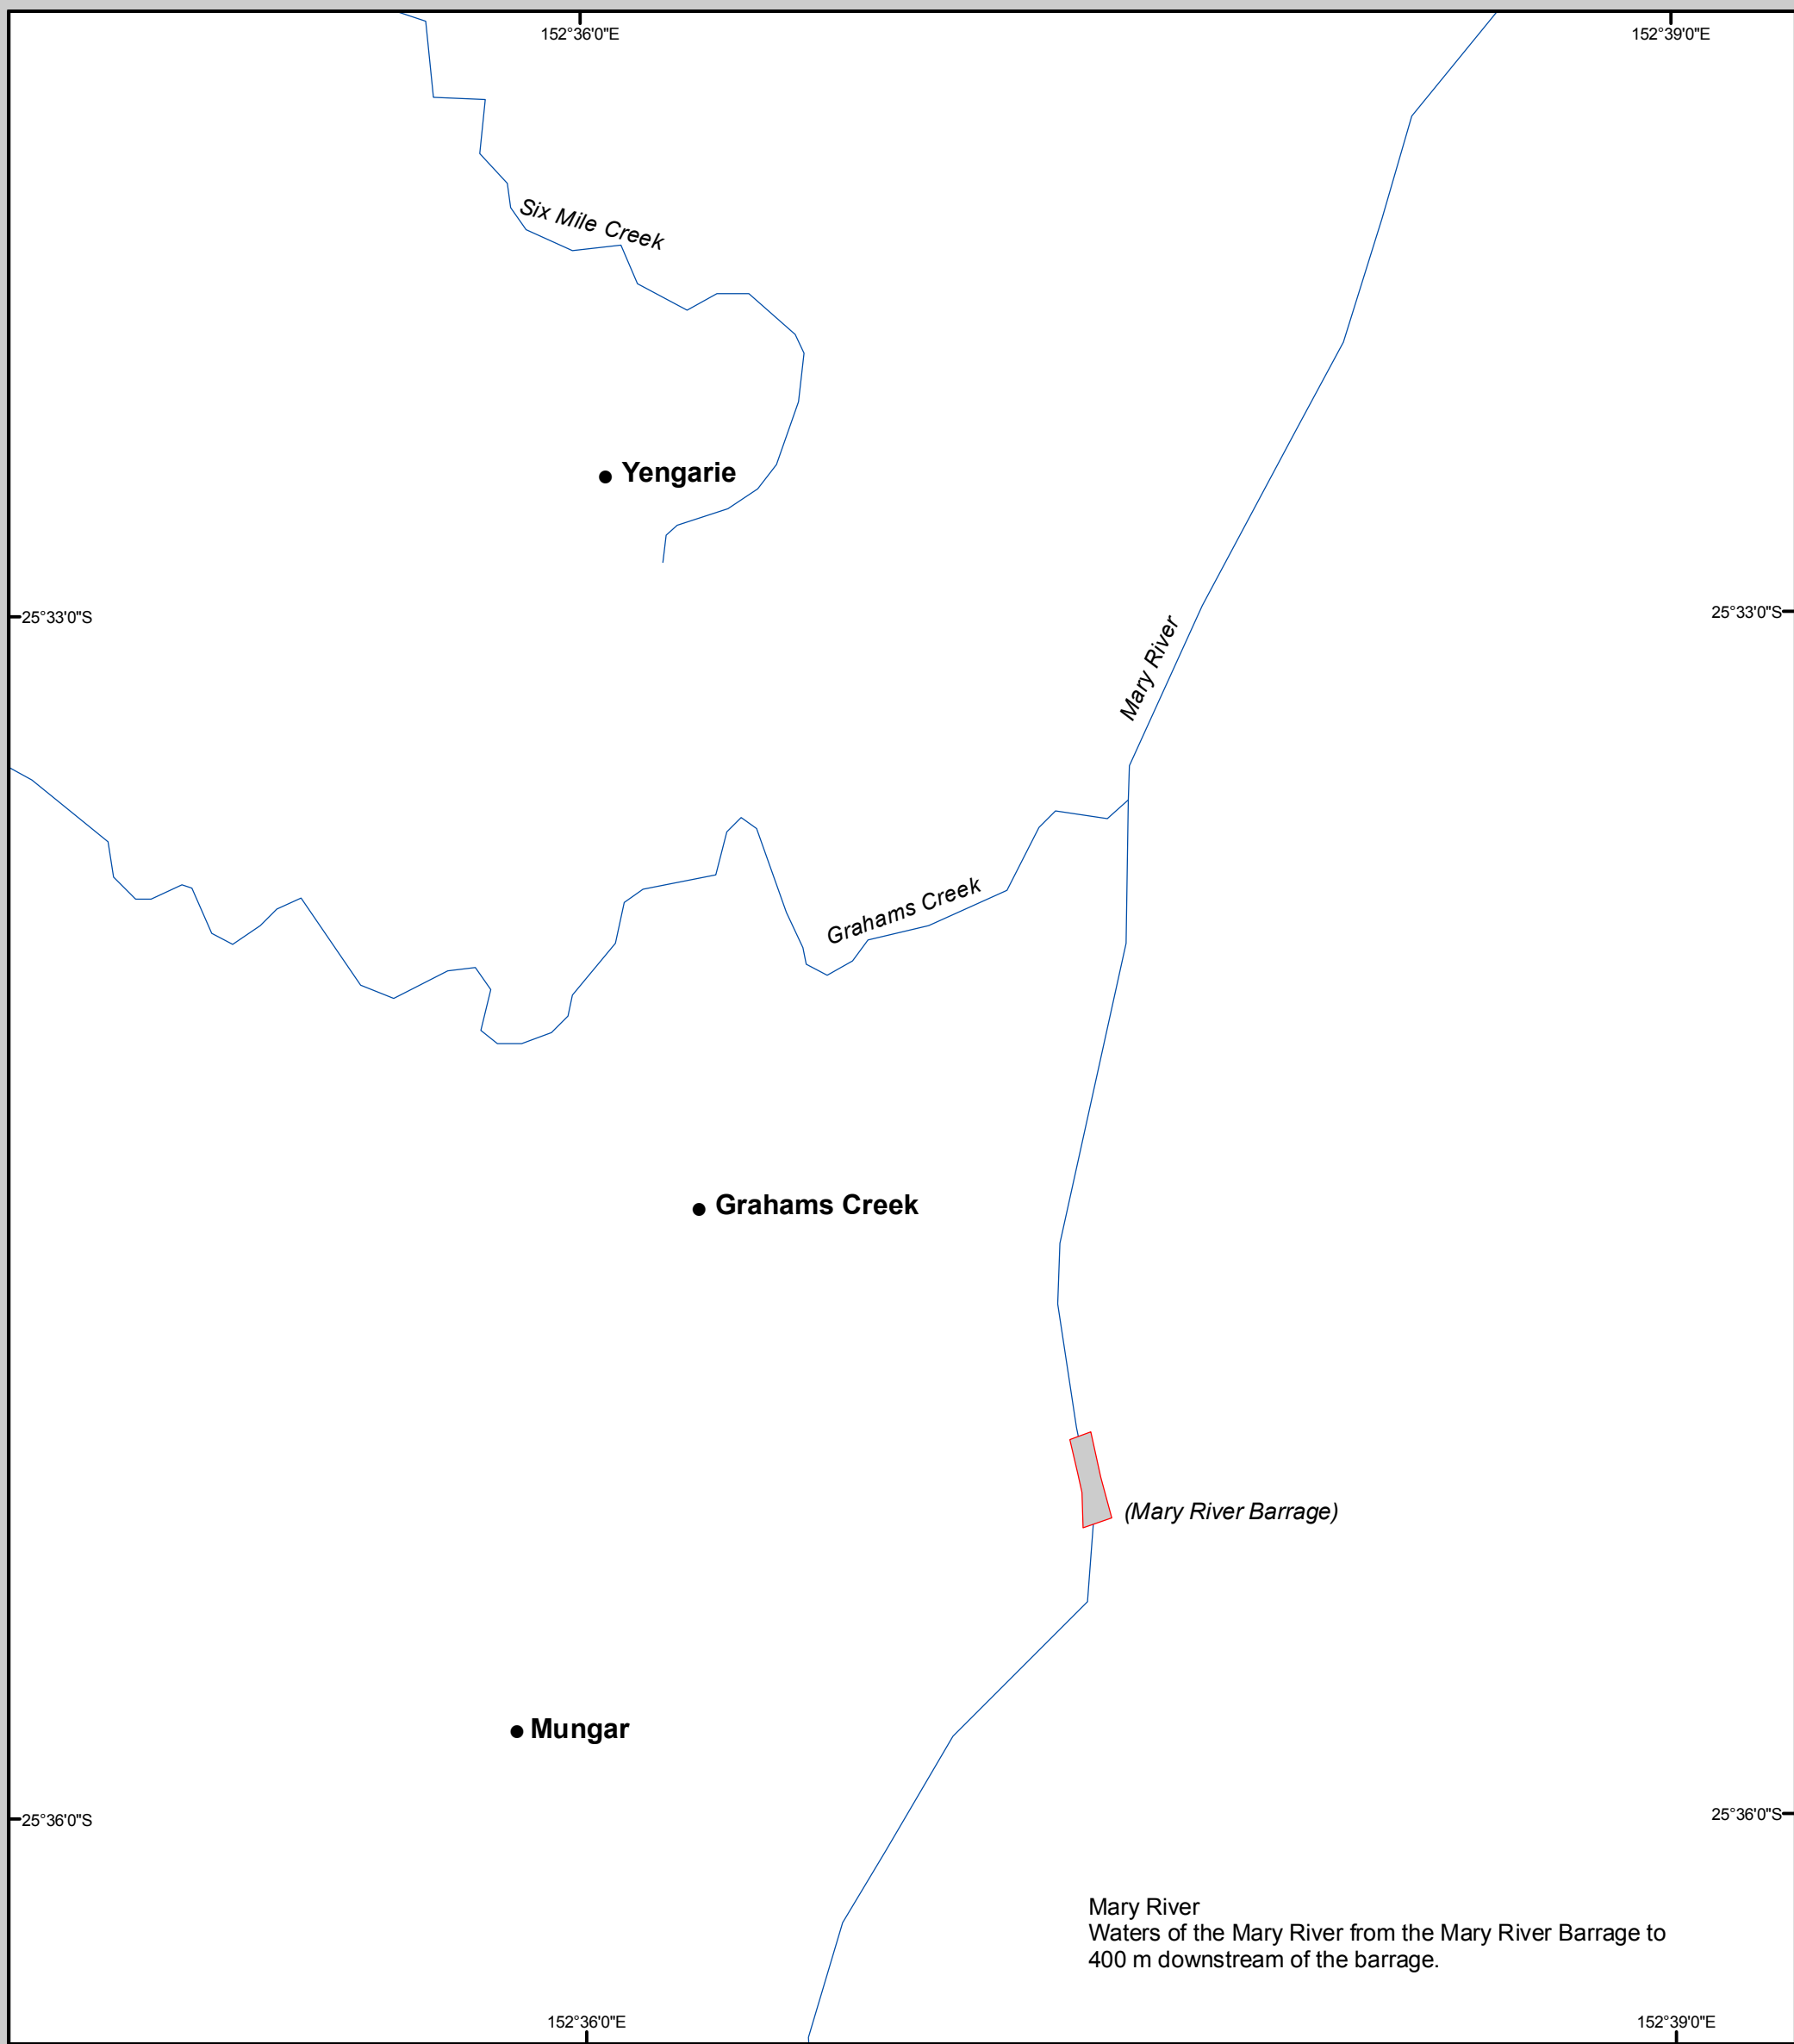 152°36'0"E
152°39'0"E
Six Mile Creek
Yengarie
25°33'0"S
25°33'0"S
Mary River
Grahams Creek
Grahams Creek
(Mary River Barrage)
Mungar
25°36'0"S
25°36'0"S
Mary River
Waters of the Mary River from the Mary River Barrage to
400 m downstream of the barrage.
152°36'0"E
152°39'0"E